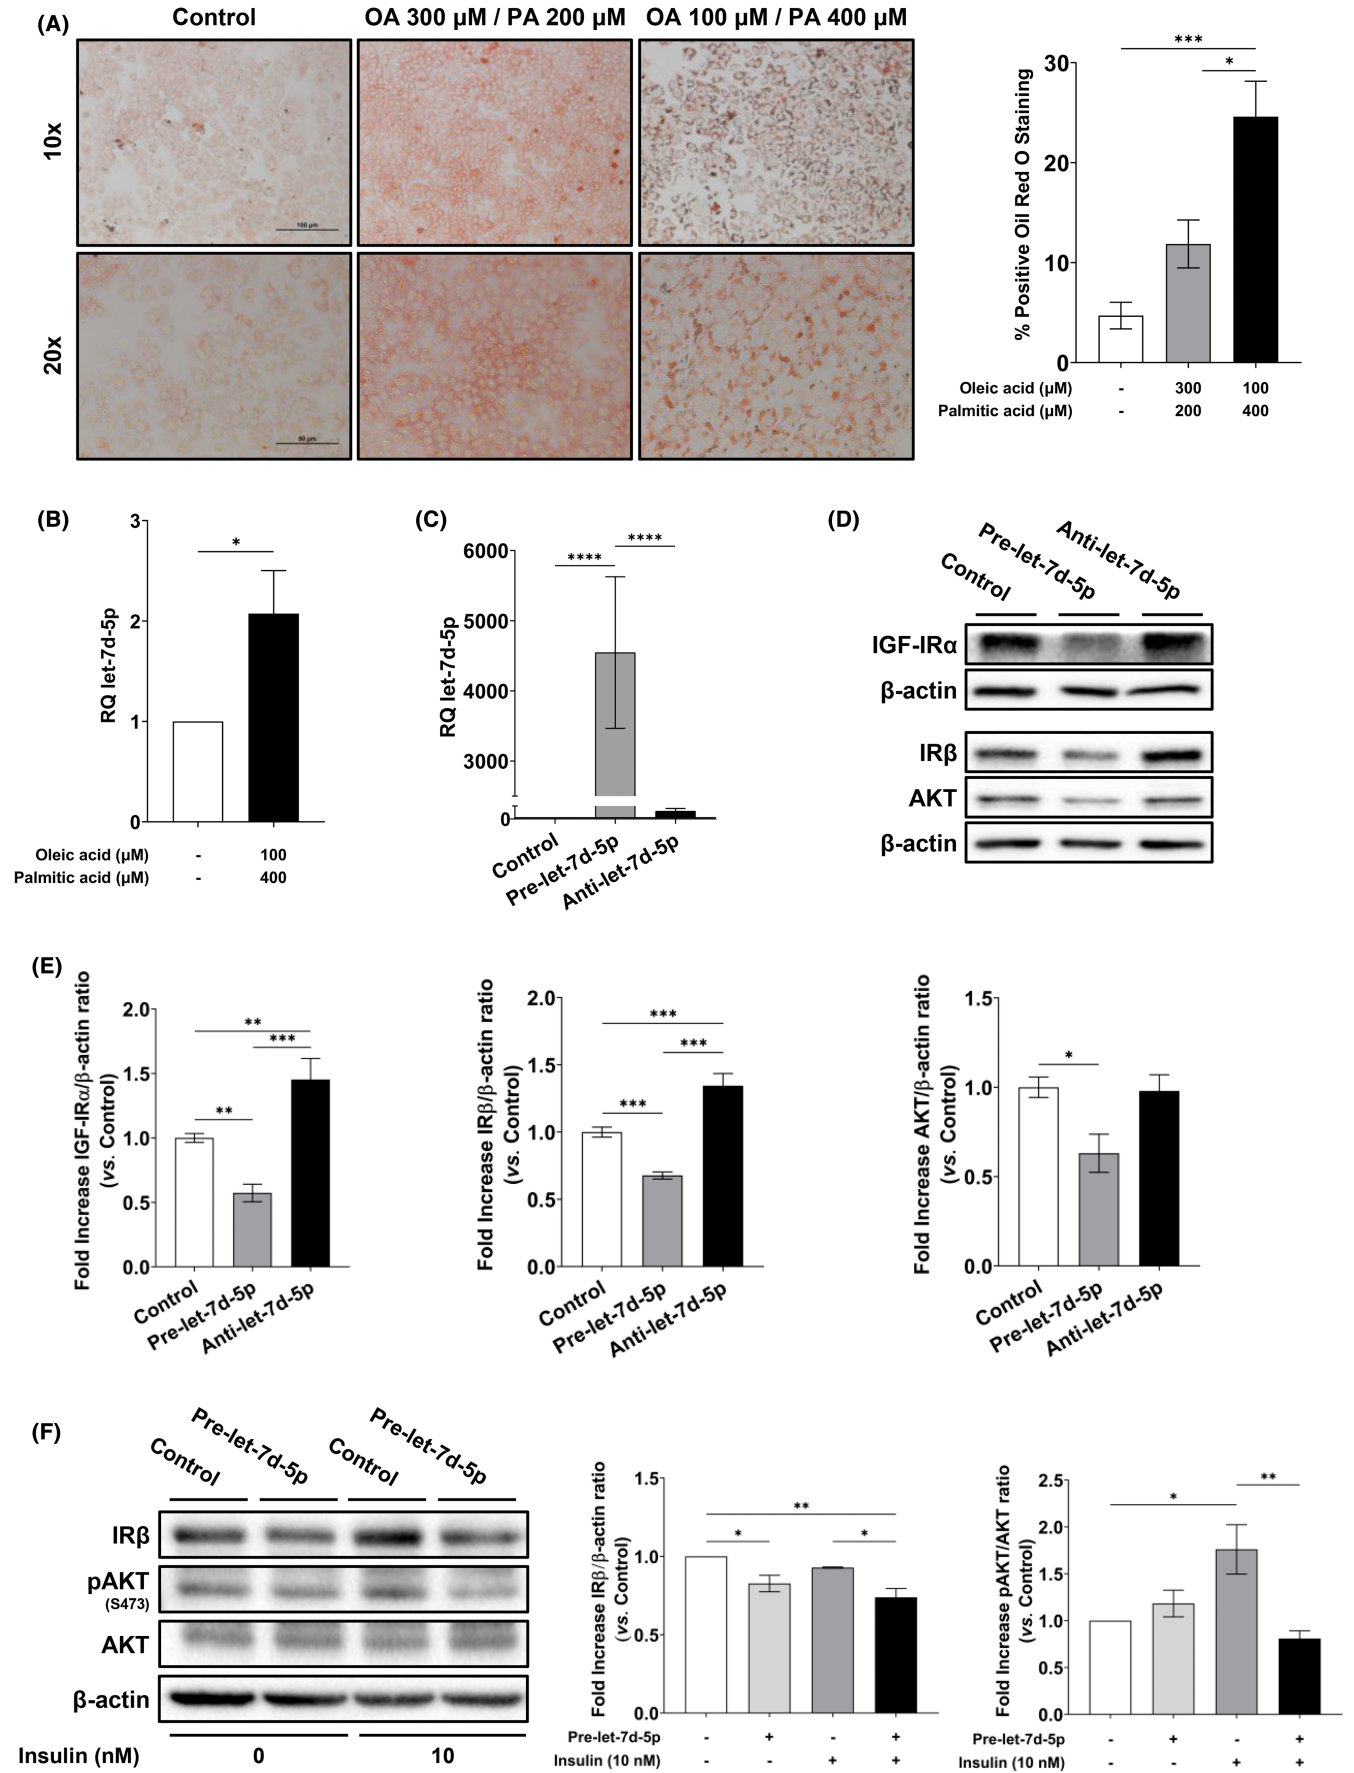 (A)
Control
OA 300 µM / PA 200 µM
OA 100 µM / PA 400 µM
10x
20x
100 µm
50 µm
% Positive Oil Red O Staining
30
20
10
0
***
*
Oleic acid (µM) - 300 100
Palmitic acid (µM) - 200 400
(B)
RQ let-7d-5p
3
2
1
0
*
Oleic acid (µM) - 100
Palmitic acid (µM) - 400
(C)
RQ let-7d-5p
6000
5000
4000
3000
0
****
****
Control
Pre-let-7d-5p
Anti-let-7d-5p
(D)
Control
Pre-let-7d-5p
Anti-let-7d-5p
IGF-IRα
β-actin
IRβ
AKT
β-actin
(E)
Fold Increase IGF-IRα/β-actin ratio
(vs. Control)
2.0
1.5
1.0
0.5
0.0
**
***
**
Control
Pre-let-7d-5p
Anti-let-7d-5p
Fold Increase IRβ/β-actin ratio
(vs. Control)
2.0
1.5
1.0
0.5
0.0
***
***
***
Control
Pre-let-7d-5p
Anti-let-7d-5p
Fold Increase AKT/β-actin ratio
(vs. Control)
1.5
1.0
0.5
0.0
*
Control
Pre-let-7d-5p
Anti-let-7d-5p
(F)
Control
Pre-let-7d-5p
Control
Pre-let-7d-5p
IRβ
pAKT
(S473)
AKT
β-actin
Insulin (nM) 0 10
Fold Increase IRβ/β-actin ratio
(vs. Control)
1.5
1.0
0.5
0.0
**
*
*
Pre-let-7d-5p - + - +
Insulin (10 nM) - - + +
Fold Increase pAKT/AKT ratio
(vs. Control)
2.5
2.0
1.5
1.0
0.5
0.0
**
*
Pre-let-7d-5p - + - +
Insulin (10 nM) - - + +